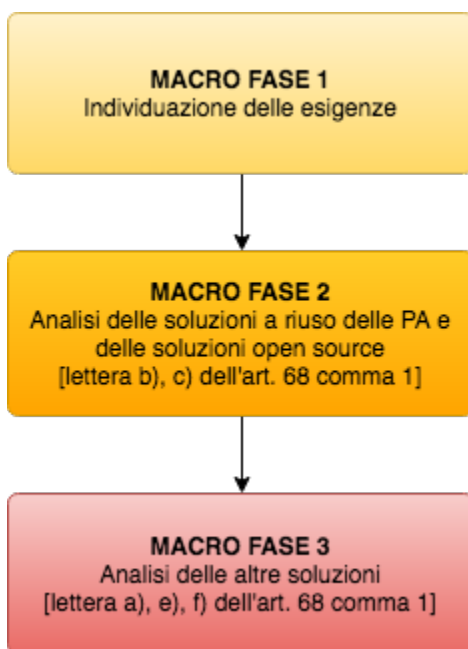 MACRO FASE 1
Individuazione delle esigenze
MACRO FASE 2
Analisi delle soluzioni a riuso delle PA e
delle soluzioni open source
[lettera b), c) dell'art. 68 comma 1]
MACRO FASE 3
Analisi delle altre soluzioni
[lettera a), e), f) dell'art. 68 comma 1]